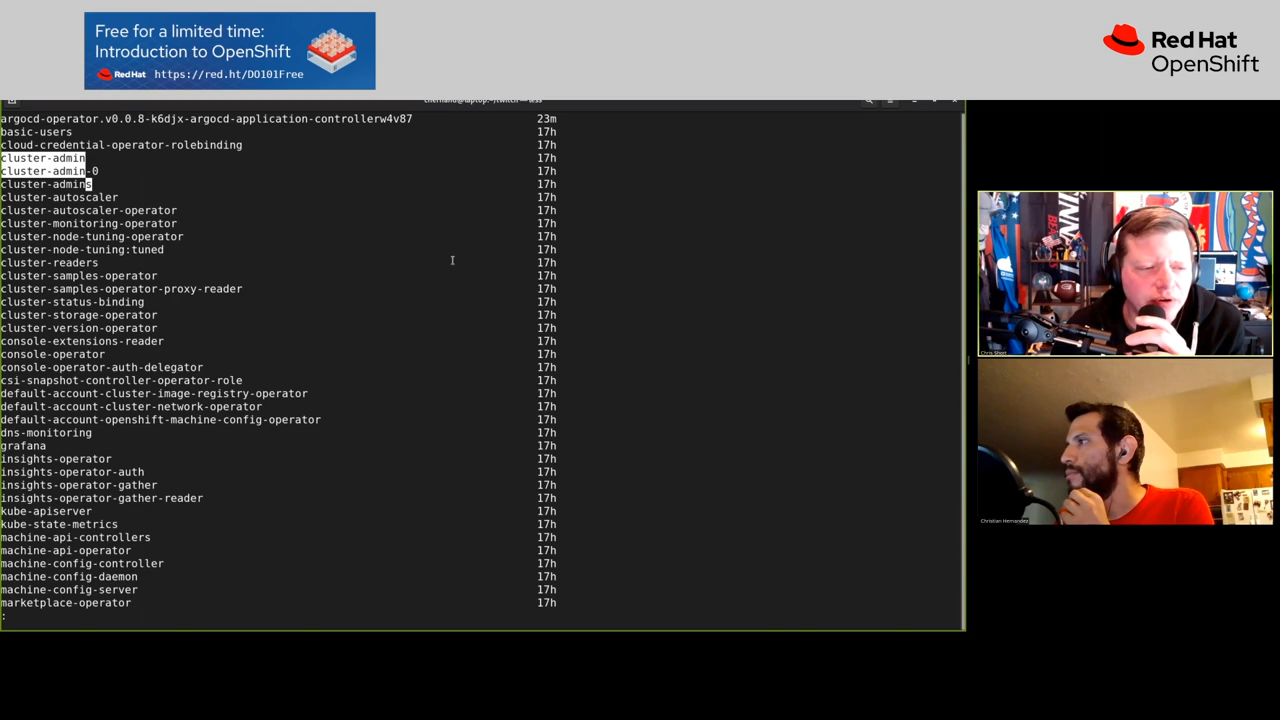 Free for a limited time:
Introduction to OpenShift
Red Hat https://red.ht/DO101Free
Red Hat
OpenShift
argocd-operator.v0.0.8-k6djx-argocd-application-controllerw4v87 23m
basic-users 17h
cloud-credential-operator-rolebinding 17h
cluster-admin 17h
cluster-admin-0 17h
cluster-admins 17h
cluster-autoscaler 17h
cluster-autoscaler-operator 17h
cluster-monitoring-operator 17h
cluster-node-tuning-operator 17h
cluster-node-tuning:tuned 17h
cluster-readers 17h
cluster-samples-operator 17h
cluster-samples-operator-proxy-reader 17h
cluster-status-binding 17h
cluster-storage-operator 17h
cluster-version-operator 17h
console-extensions-reader 17h
console-operator 17h
console-operator-auth-delegator 17h
csi-snapshot-controller-operator-role 17h
default-account-cluster-image-registry-operator 17h
default-account-cluster-network-operator 17h
default-account-openshift-machine-config-operator 17h
dns-monitoring 17h
grafana 17h
insights-operator 17h
insights-operator-auth 17h
insights-operator-gather 17h
insights-operator-gather-reader 17h
kube-apiserver 17h
kube-state-metrics 17h
machine-api-controllers 17h
machine-api-operator 17h
machine-config-controller 17h
machine-config-daemon 17h
machine-config-server 17h
marketplace-operator 17h
:
Chris Short
Christian Hernandez